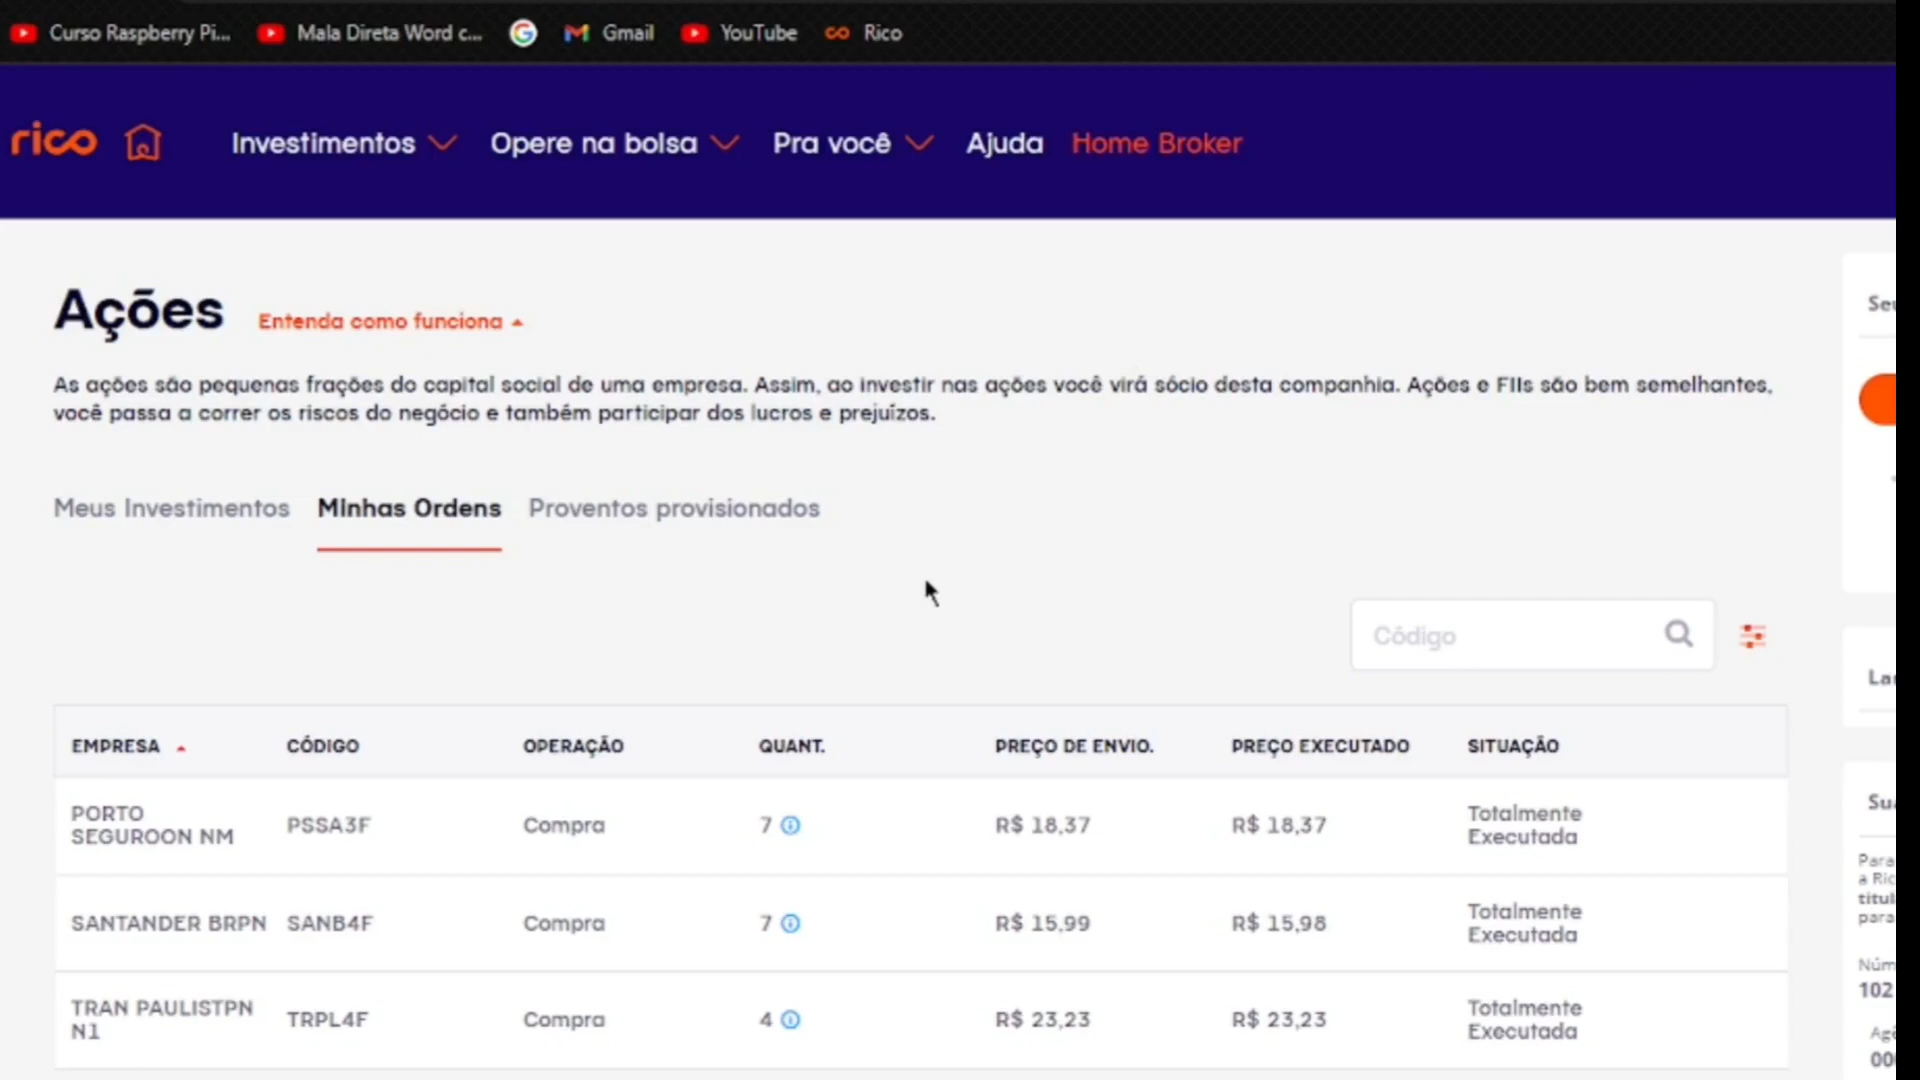 Curso Raspberry Pi... Mala Direta Word c... Gmail YouTube Rico
rico Investimentos Opere na bolsa Pra você Ajuda Home Broker
Ações Entenda como funciona
As ações são pequenas frações do capital social de uma empresa. Assim, ao investir nas ações você virá sócio desta companhia. Ações e FIIs são bem semelhantes,
você passa a correr os riscos do negócio e também participar dos lucros e prejuízos.
Meus Investimentos Minhas Ordens Proventos provisionados
Código
EMPRESA CÓDIGO OPERAÇÃO QUANT. PREÇO DE ENVIO. PREÇO EXECUTADO SITUAÇÃO
PORTO
SEGUROON NM PSSA3F Compra 7 R$ 18,37 R$ 18,37 Totalmente
Executada
SANTANDER BRPN SANB4F Compra 7 R$ 15,99 R$ 15,98 Totalmente
Executada
TRAN PAULISTPN
N1 TRPL4F Compra 4 R$ 23,23 R$ 23,23 Totalmente
Executada
Para
a Ric
titul
para
102